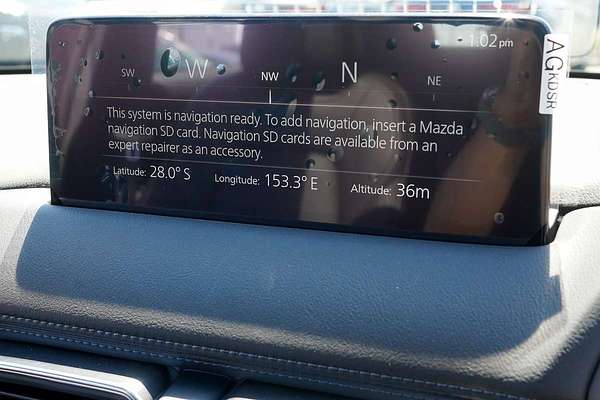 1.02 pm
SW W NW N NE
This system is navigation ready. To add navigation, insert a Mazda
navigation SD card. Navigation SD cards are available from an
expert repairer as an accessory.
Latitude: 28.0° S Longitude: 153.3° E Altitude: 36m
AG
KDSR